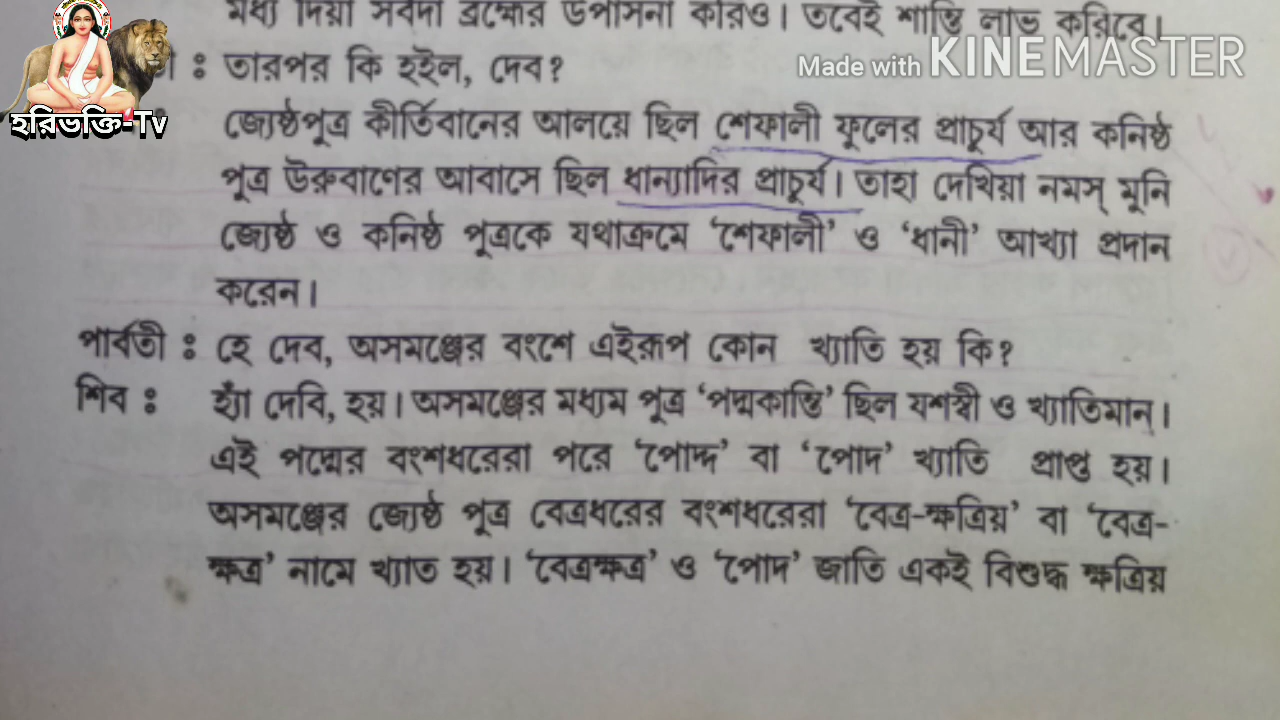 মধ্য দিয়া সর্বদা ব্রহ্মের উপাসনা করিও। তবেই শান্তি লাভ করিবে।
Made with KINEMASTER
ী : তারপর কি হইল, দেব?
হরিভক্তি-Tv
জ্যেষ্ঠপুত্র কীর্তিবানের আলয়ে ছিল শেফালী ফুলের প্রাচুর্য আর কনিষ্ঠ
পুত্র উরুবাণের আবাসে ছিল ধান্যাদির প্রাচুর্য। তাহা দেখিয়া নমস্ মুনি
জ্যেষ্ঠ ও কনিষ্ঠ পুত্রকে যথাক্রমে ‘শেফালী’ ও ‘ধানী’ আখ্যা প্রদান
করেন।
পার্বতী : হে দেব, অসমঞ্জের বংশে এইরূপ কোন খ্যাতি হয় কি?
শিব : হ্যাঁ দেবি, হয়। অসমঞ্জের মধ্যম পুত্র ‘পদ্মকান্তি’ ছিল যশস্বী ও খ্যাতিমান্।
এই পদ্মের বংশধরেরা পরে ‘পোদ্দ’ বা ‘পোদ’ খ্যাতি প্রাপ্ত হয়।
অসমঞ্জের জ্যেষ্ঠ পুত্র বেত্রধরের বংশধরেরা ‘বেত্র-ক্ষত্রিয়’ বা ‘বেত্র-
ক্ষত্র’ নামে খ্যাত হয়। ‘বেত্রক্ষত্র’ ও ‘পোদ’ জাতি একই বিশুদ্ধ ক্ষত্রিয়